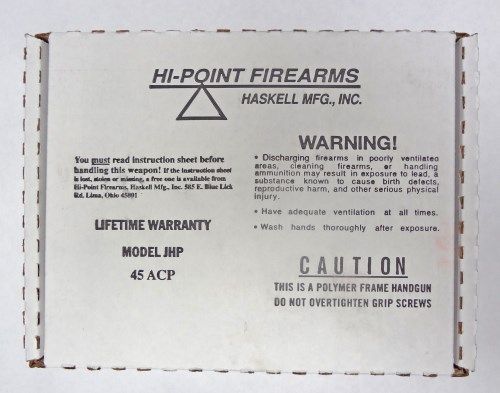 HI-POINT FIREARMS
HASKELL MFG., INC.
You must read instruction sheet before
handling this weapon! If the instruction sheet
is lost, stolen or missing, a free one is available from
Hi-Point Firearms, Haskell Mfg., Inc. 585 E. Blue Lick
Rd, Lima, Ohio 45801
LIFETIME WARRANTY
MODEL JHP
45 ACP
WARNING!
• Discharging firearms in poorly ventilated
areas, cleaning firearms, or handling
ammunition may result in exposure to lead, a
substance known to cause birth defects,
reproductive harm, and other serious physical
injury.
• Have adequate ventilation at all times.
• Wash hands thoroughly after exposure.
CAUTION
THIS IS A POLYMER FRAME HANDGUN
DO NOT OVERTIGHTEN GRIP SCREWS